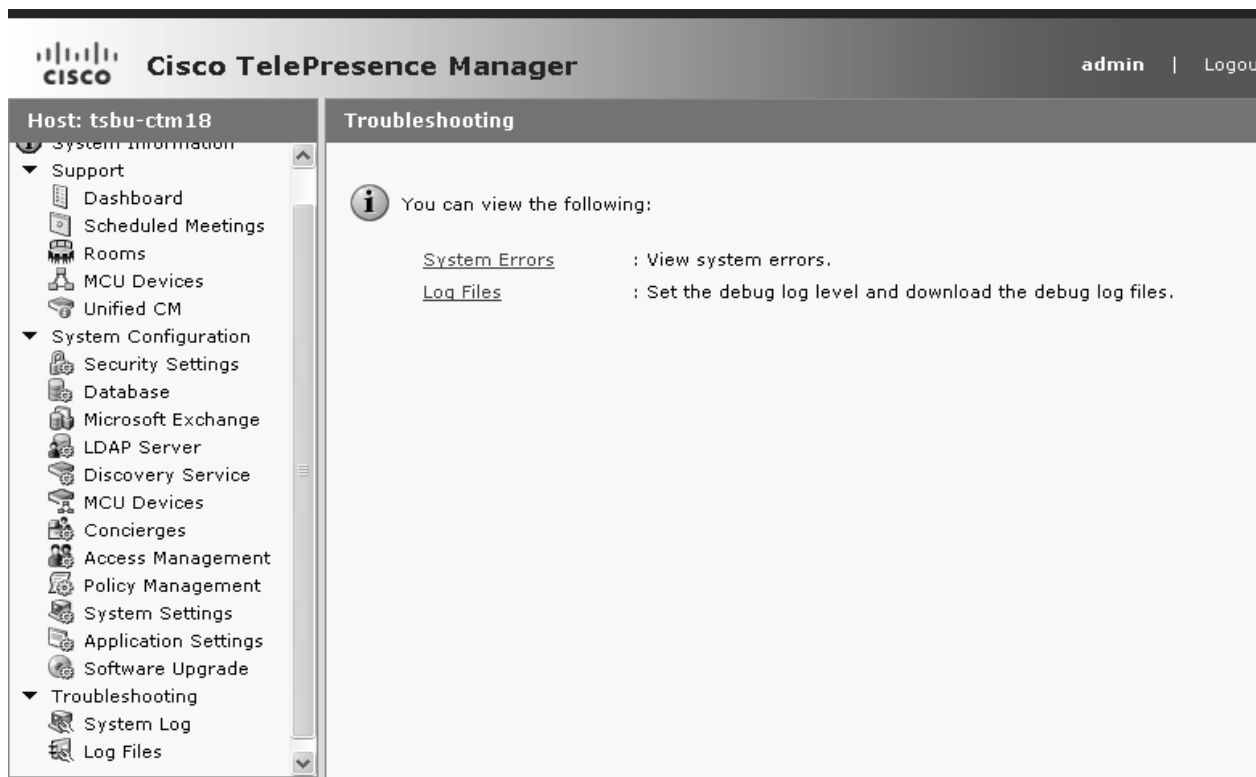 CISCO
Cisco TelePresence Manager
admin | Logou
Host: tsbu-ctm18
System Information
Support
Dashboard
Scheduled Meetings
Rooms
MCU Devices
Unified CM
System Configuration
Security Settings
Database
Microsoft Exchange
LDAP Server
Discovery Service
MCU Devices
Concierges
Access Management
Policy Management
System Settings
Application Settings
Software Upgrade
Troubleshooting
System Log
Log Files
Troubleshooting
You can view the following:
System Errors : View system errors.
Log Files : Set the debug log level and download the debug log files.